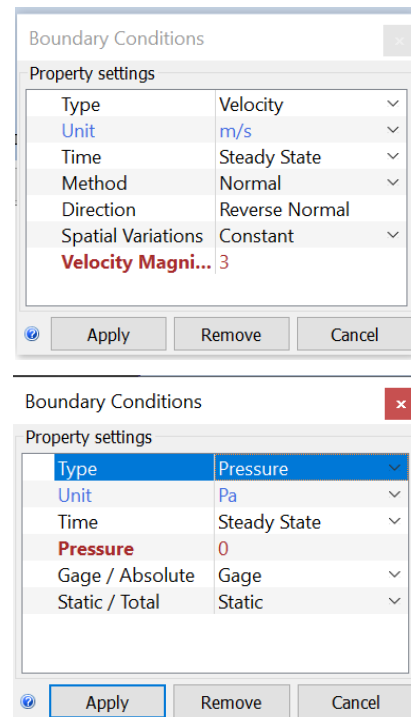 Boundary Conditions
Property settings
Type Velocity
Unit m/s
Time Steady State
Method Normal
Direction Reverse Normal
Spatial Variations Constant
Velocity Magni... 3
Apply Remove Cancel
Boundary Conditions
Property settings
Type Pressure
Unit Pa
Time Steady State
Pressure 0
Gage / Absolute Gage
Static / Total Static
Apply Remove Cancel